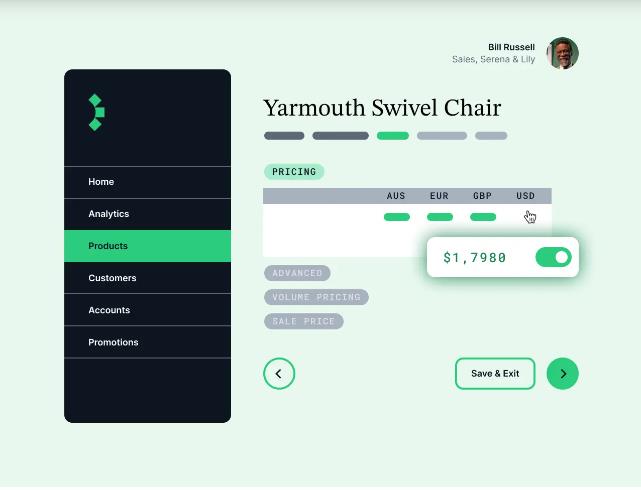 Bill Russell
Sales, Serena & Lily
Home
Analytics
Products
Customers
Accounts
Promotions
Yarmouth Swivel Chair
PRICING
AUS EUR GBP USD
$1,7980
ADVANCED
VOLUME PRICING
SALE PRICE
Save & Exit